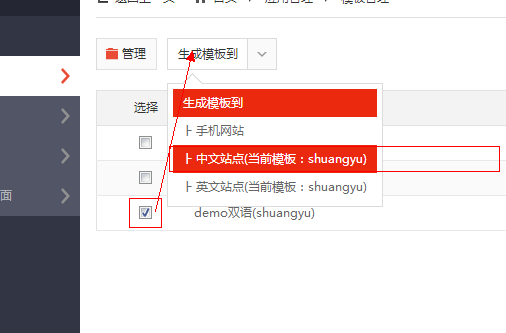 管理 生成模板到
选择
生成模板到
├ 手机网站
├ 中文站点(当前模板：shuangyu)
├ 英文站点(当前模板：shuangyu)
面
demo双语(shuangyu)